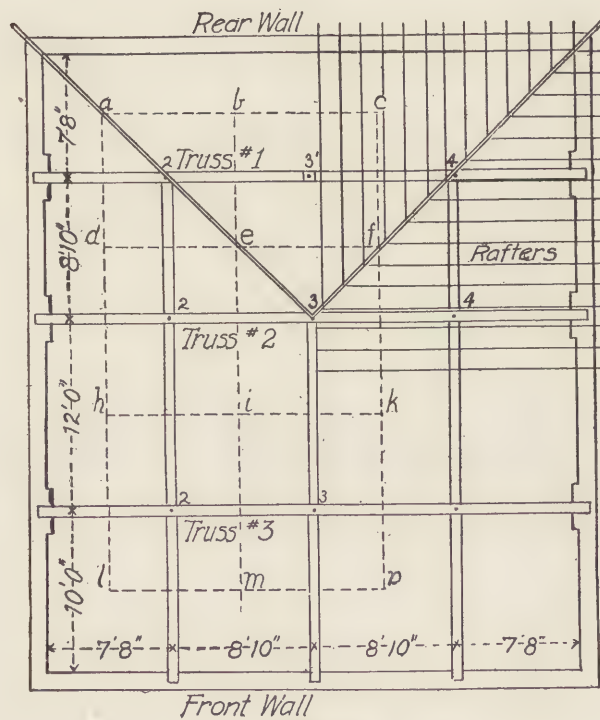 Rear Wall
a b c
7'-8"
2 Truss #1 3' 4
d e f
8'-10"
Rafters
2 3 4
Truss #2
12'-0"
h i k
2 3
Truss #3
10'-0"
l m p
7'-8" 8'-10" 8'-10" 7'-8"
Front Wall